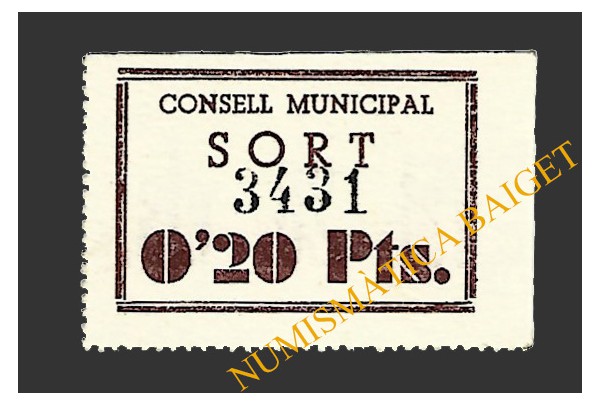 CONSELL MUNICIPAL
SORT
3431
0'20 Pts.
NUMISMÀTICA BAIGET